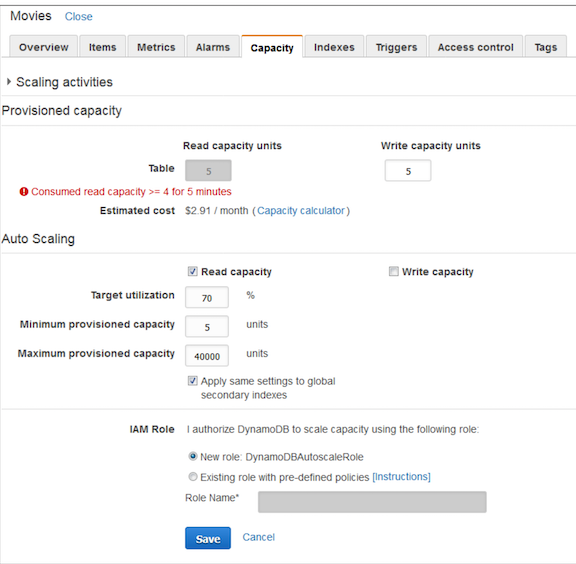 Movies Close
Overview Items Metrics Alarms Capacity Indexes Triggers Access control Tags
Scaling activities
Provisioned capacity
Read capacity units Write capacity units
Table 5 5
Consumed read capacity >= 4 for 5 minutes
Estimated cost $2.91 / month ( Capacity calculator )
Auto Scaling
Read capacity Write capacity
Target utilization 70 %
Minimum provisioned capacity 5 units
Maximum provisioned capacity 40000 units
Apply same settings to global
secondary indexes
IAM Role I authorize DynamoDB to scale capacity using the following role:
New role: DynamoDBAutoscaleRole
Existing role with pre-defined policies [Instructions]
Role Name*
Save Cancel